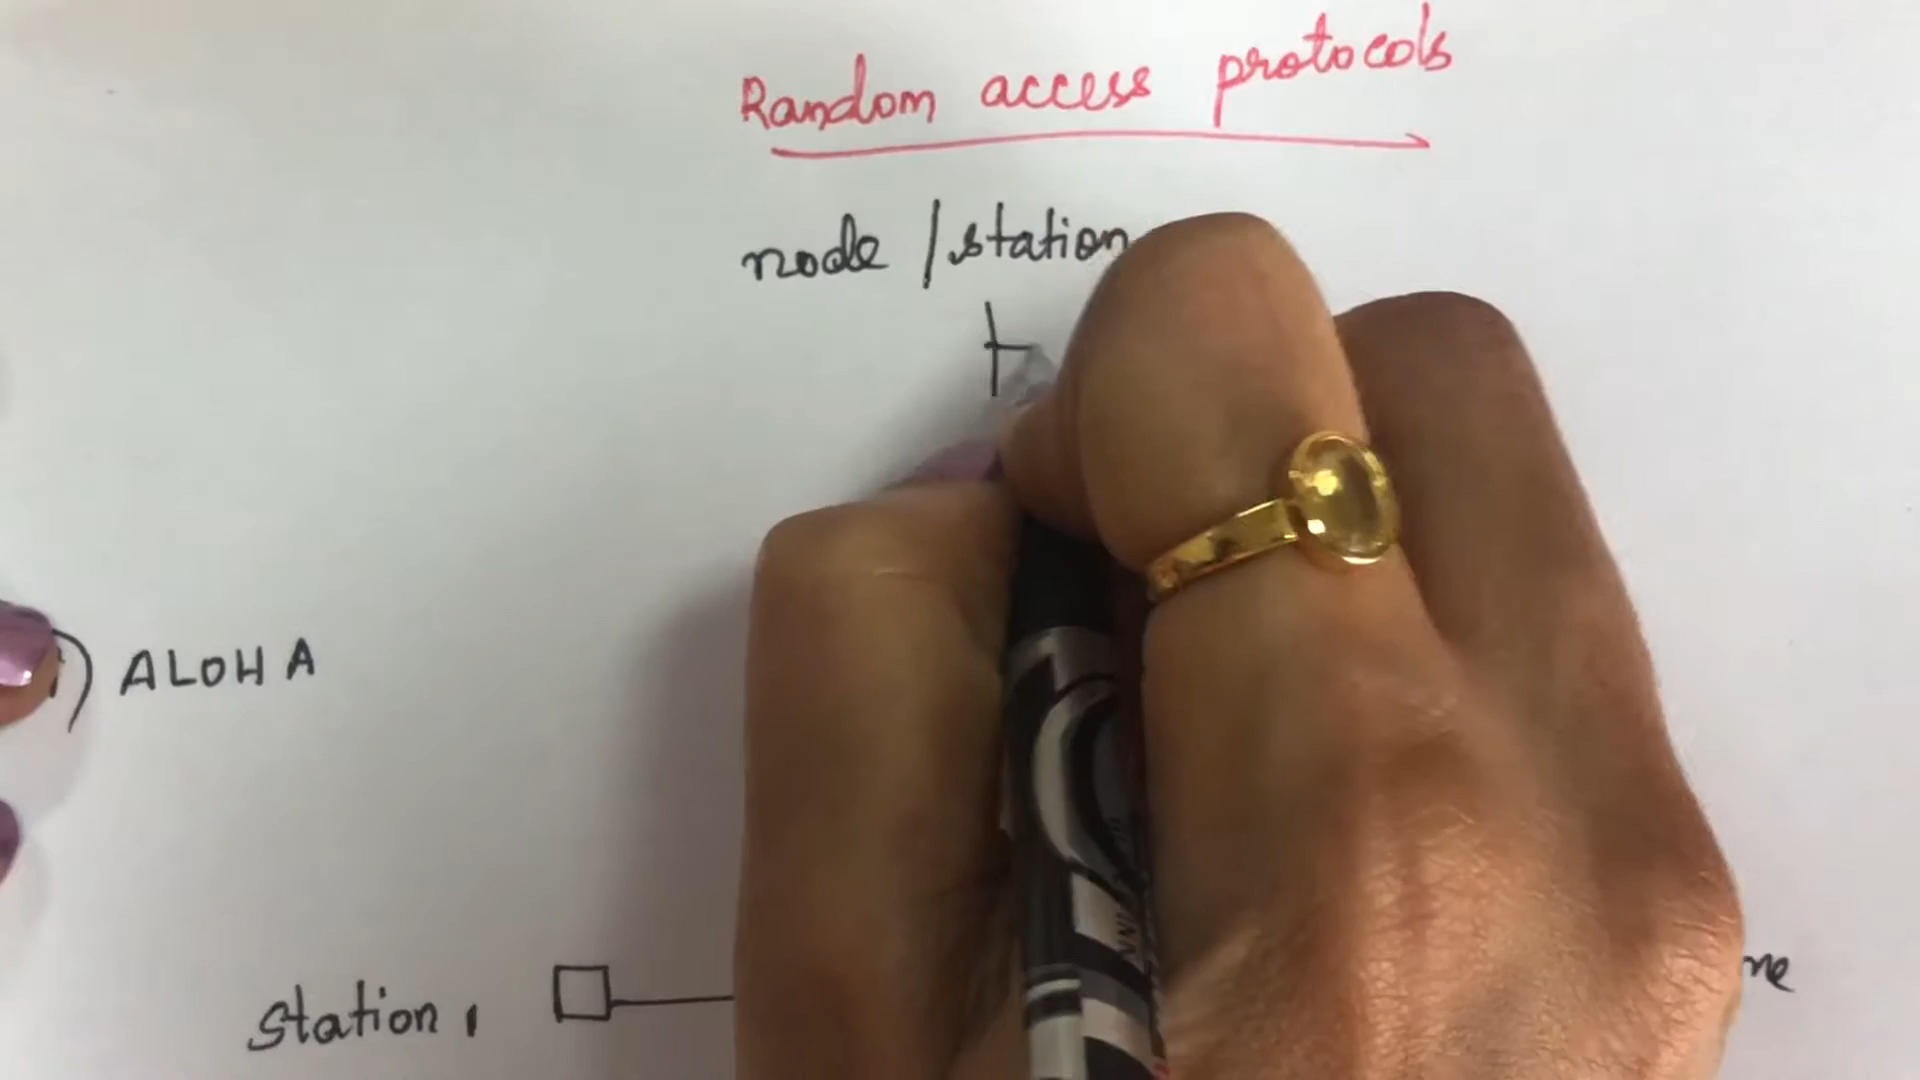 Random access protocols
node / station
) ALOHA
Station 1